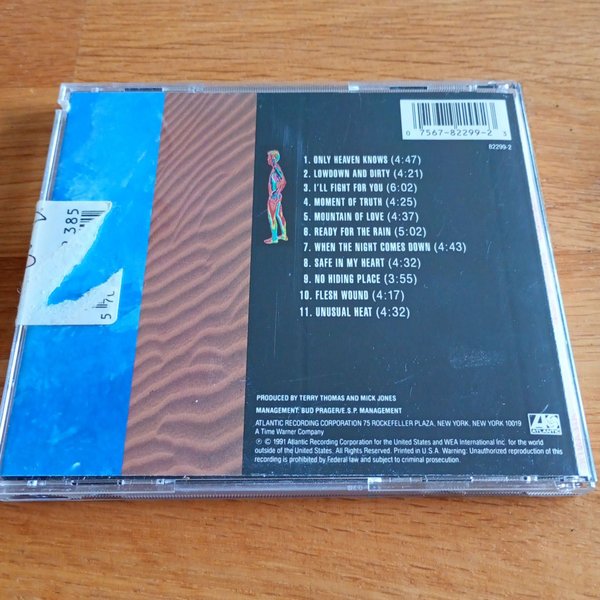 0 7567-82299-2 3
82299-2
1. ONLY HEAVEN KNOWS (4:47)
2. LOWDOWN AND DIRTY (4:21)
3. I'LL FIGHT FOR YOU (6:02)
4. MOMENT OF TRUTH (4:25)
5. MOUNTAIN OF LOVE (4:37)
6. READY FOR THE RAIN (5:02)
7. WHEN THE NIGHT COMES DOWN (4:43)
8. SAFE IN MY HEART (4:32)
9. NO HIDING PLACE (3:55)
10. FLESH WOUND (4:17)
11. UNUSUAL HEAT (4:32)
385
5
PRODUCED BY TERRY THOMAS AND MICK JONES
MANAGEMENT: BUD PRAGER/E.S.P. MANAGEMENT
ATLANTIC RECORDING CORPORATION 75 ROCKEFELLER PLAZA, NEW YORK, NEW YORK 10019
A Time Warner Company
℗ © 1991 Atlantic Recording Corporation for the United States and WEA International Inc. for the world
outside of the United States. All Rights Reserved. Printed in U.S.A. Warning: Unauthorized reproduction of this
recording is prohibited by Federal law and subject to criminal prosecution.
ATLANTIC